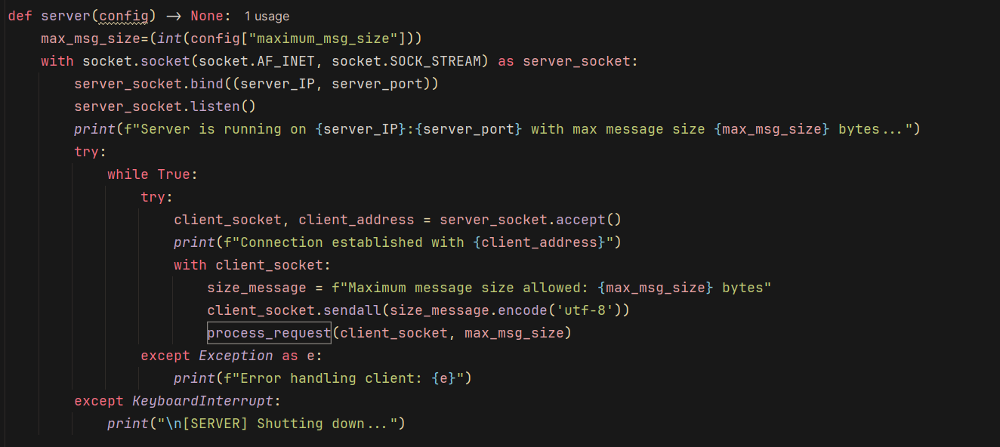 def server(config) -> None:  1 usage
    max_msg_size=(int(config["maximum_msg_size"]))
    with socket.socket(socket.AF_INET, socket.SOCK_STREAM) as server_socket:
        server_socket.bind((server_IP, server_port))
        server_socket.listen()
        print(f"Server is running on {server_IP}:{server_port} with max message size {max_msg_size} bytes...")
        try:
            while True:
                try:
                    client_socket, client_address = server_socket.accept()
                    print(f"Connection established with {client_address}")
                    with client_socket:
                        size_message = f"Maximum message size allowed: {max_msg_size} bytes"
                        client_socket.sendall(size_message.encode('utf-8'))
                        process_request(client_socket, max_msg_size)
                except Exception as e:
                    print(f"Error handling client: {e}")
        except KeyboardInterrupt:
            print("\n[SERVER] Shutting down...")